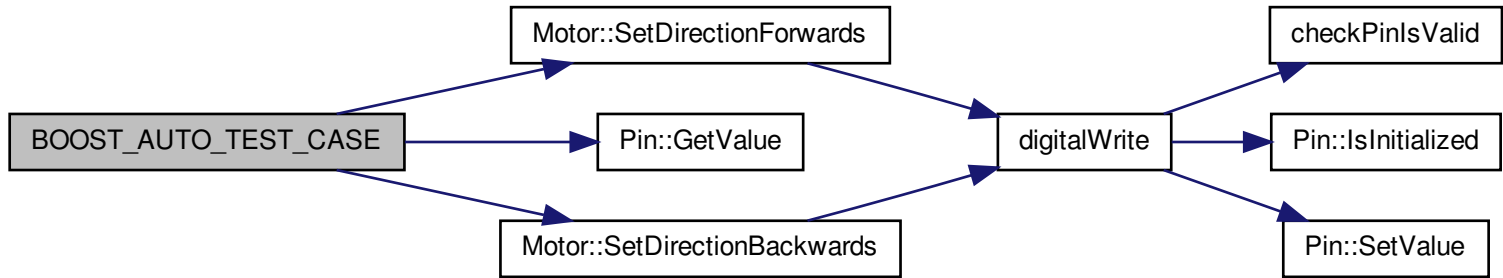 BOOST_AUTO_TEST_CASE
Motor::SetDirectionForwards
Pin::GetValue
Motor::SetDirectionBackwards
digitalWrite
checkPinIsValid
Pin::IsInitialized
Pin::SetValue